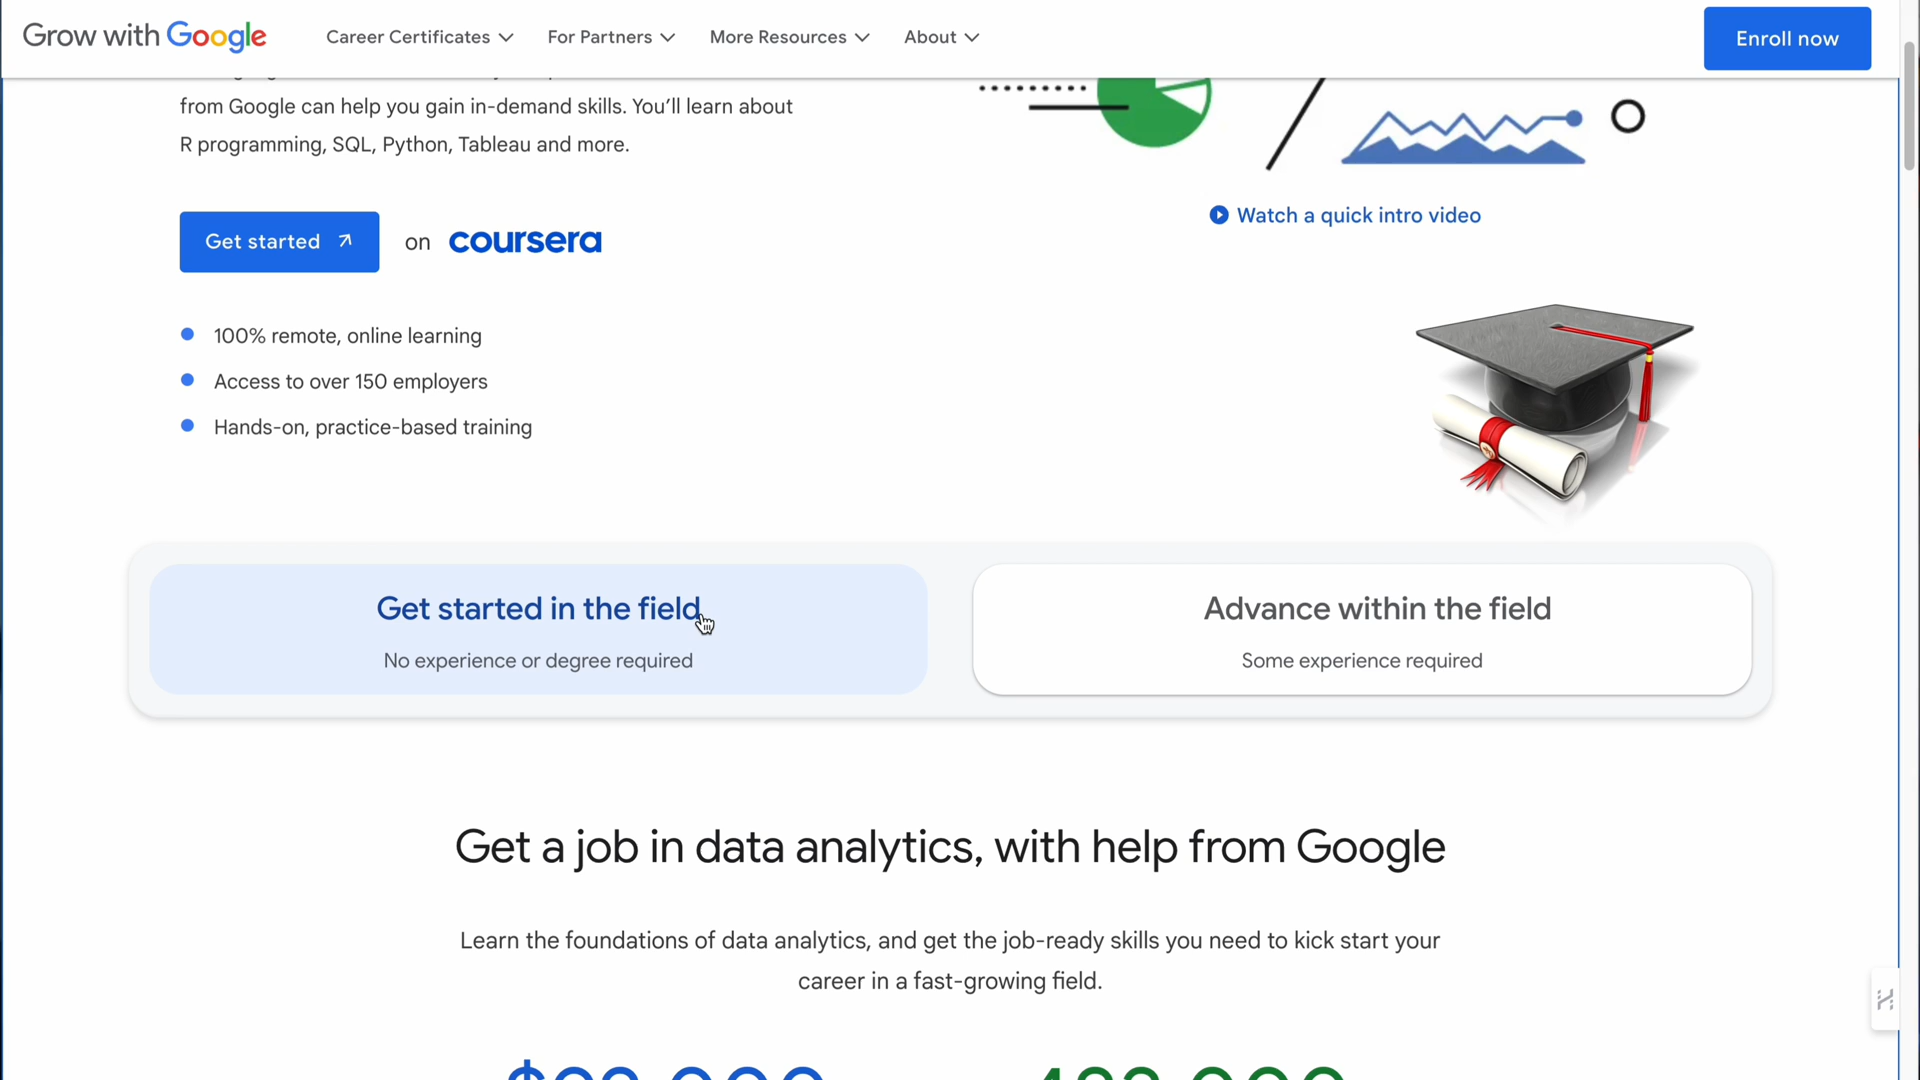 Grow with Google
Career Certificates
For Partners
More Resources
About
Enroll now
from Google can help you gain in-demand skills. You'll learn about
R programming, SQL, Python, Tableau and more.
Watch a quick intro video
Get started
on
coursera
100% remote, online learning
Access to over 150 employers
Hands-on, practice-based training
Get started in the field
No experience or degree required
Advance within the field
Some experience required
Get a job in data analytics, with help from Google
Learn the foundations of data analytics, and get the job-ready skills you need to kick start your
career in a fast-growing field.